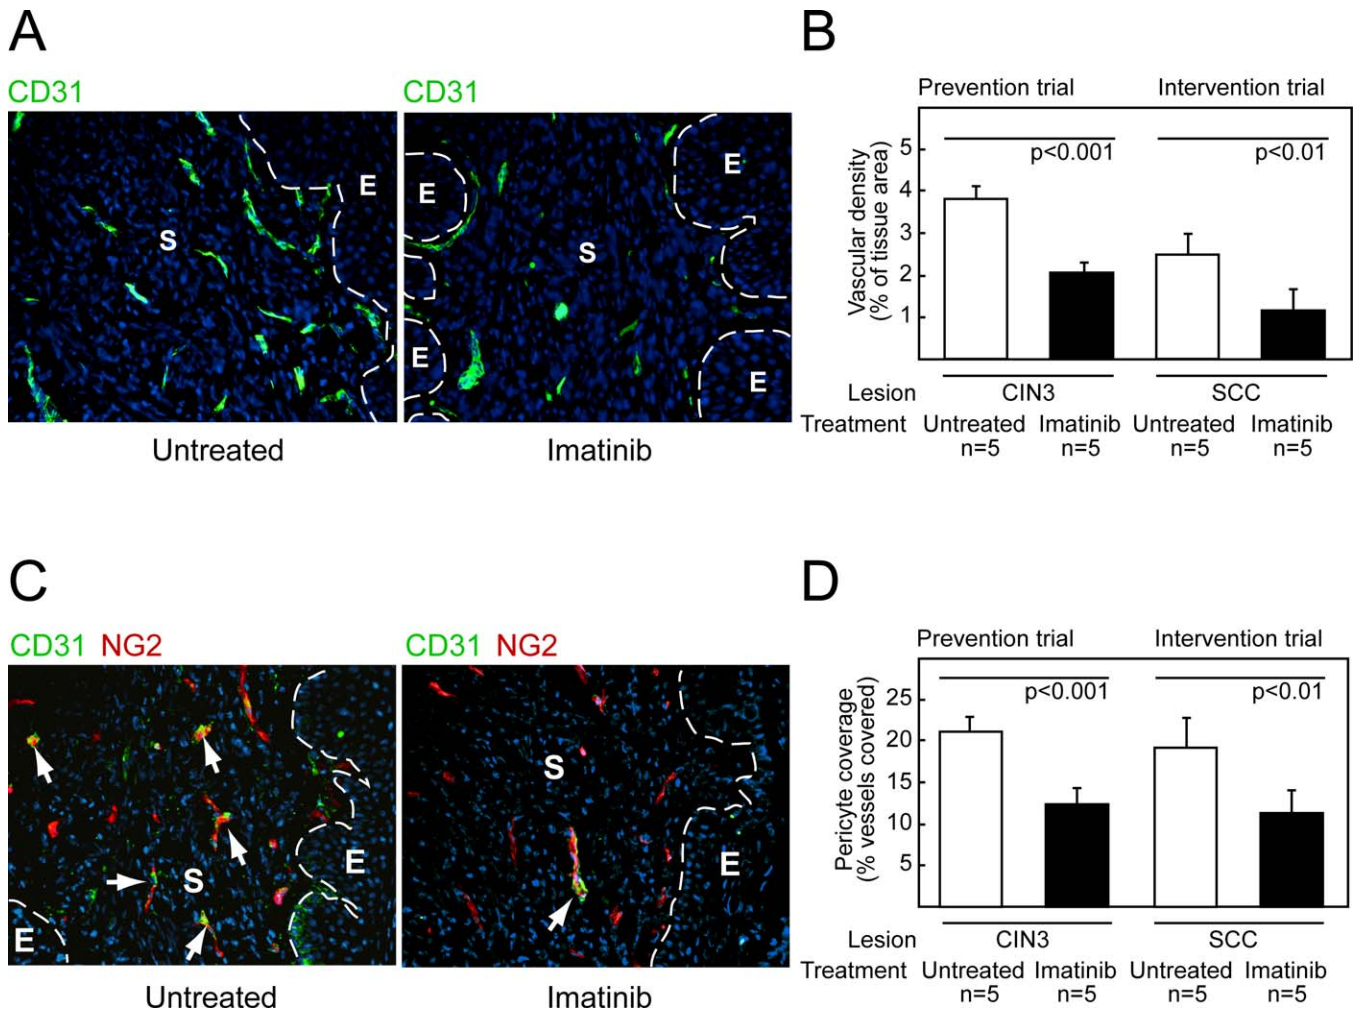 A
CD31
CD31
E
S
E
E
S
E
E
Untreated
Imatinib
B
Prevention trial
Intervention trial
p<0.001
p<0.01
5
4
3
2
1
Vascular density
(% of tissue area)
Lesion
CIN3
SCC
Treatment
Untreated
Imatinib
Untreated
Imatinib
n=5
n=5
n=5
n=5
C
CD31 NG2
CD31 NG2
S
E
E
S
E
Untreated
Imatinib
D
Prevention trial
Intervention trial
p<0.001
p<0.01
25
20
15
10
5
Pericyte coverage
(% vessels covered)
Lesion
CIN3
SCC
Treatment
Untreated
Imatinib
Untreated
Imatinib
n=5
n=5
n=5
n=5